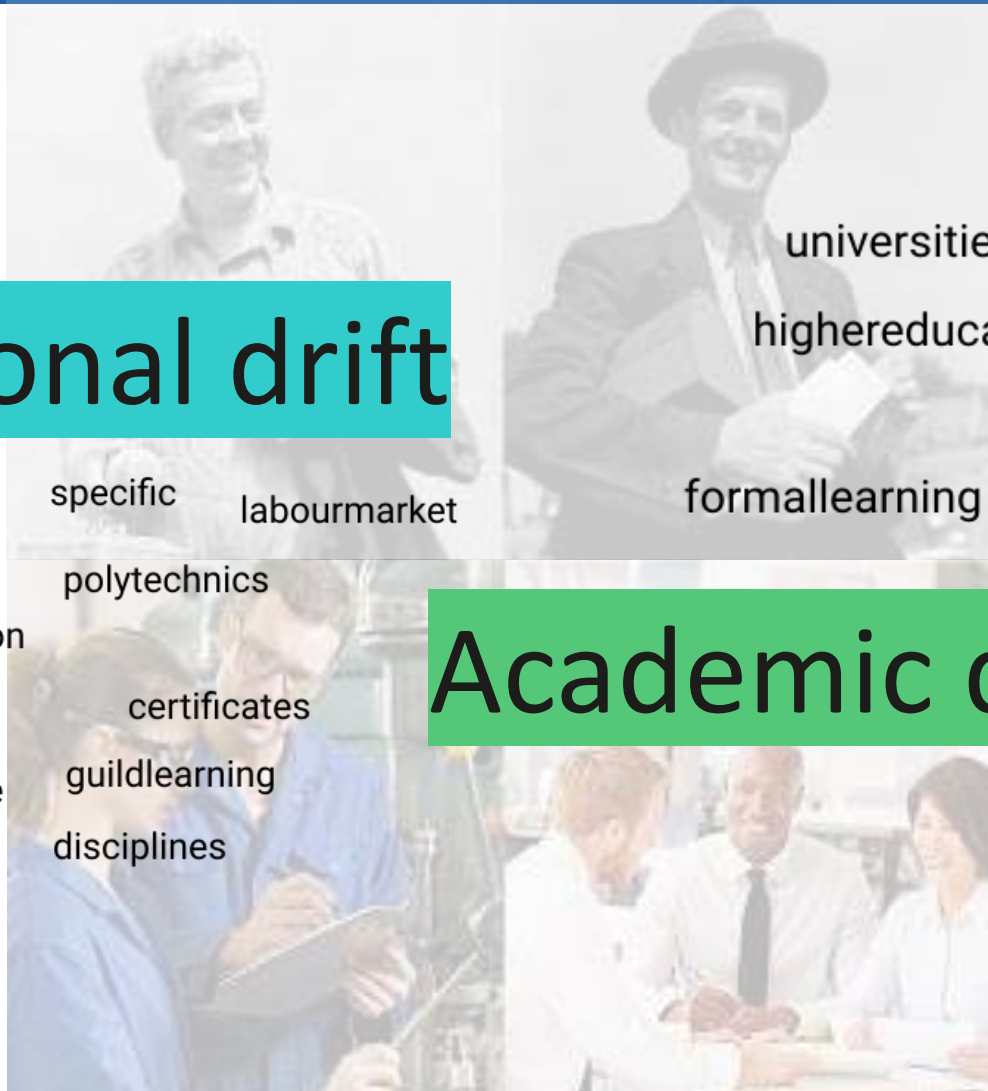 universitie
highereduca
onal drift
specific
labourmarket
formallearning
polytechnics
on
Academic
certificates
guildlearning
e
disciplines